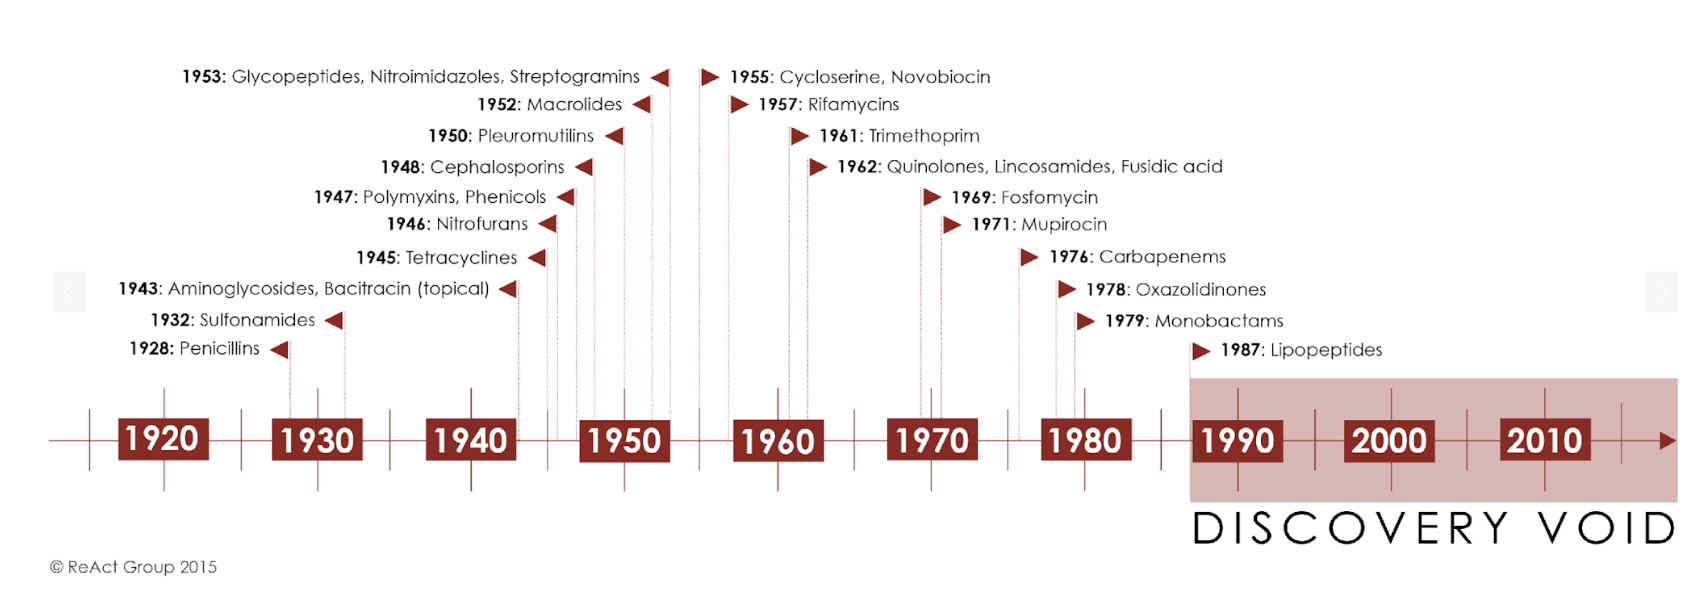 1953: Glycopeptides, Nitroimidazoles, Streptogramins
1952: Macrolides
1950: Pleuromutilins
1948: Cephalosporins
1947: Polymyxins, Phenicols
1946: Nitrofurans
1945: Tetracyclines
1943: Aminoglycosides, Bacitracin (topical)
1932: Sulfonamides
1928: Penicillins
1955: Cycloserine, Novobiocin
1957: Rifamycins
1961: Trimethoprim
1962: Quinolones, Lincosamides, Fusidic acid
1969: Fosfomycin
1971: Mupirocin
1976: Carbapenems
1978: Oxazolidinones
1979: Monobactams
1987: Lipopeptides
1920 1930 1940 1950 1960 1970 1980 1990 2000 2010
DISCOVERY VOID
© ReAct Group 2015